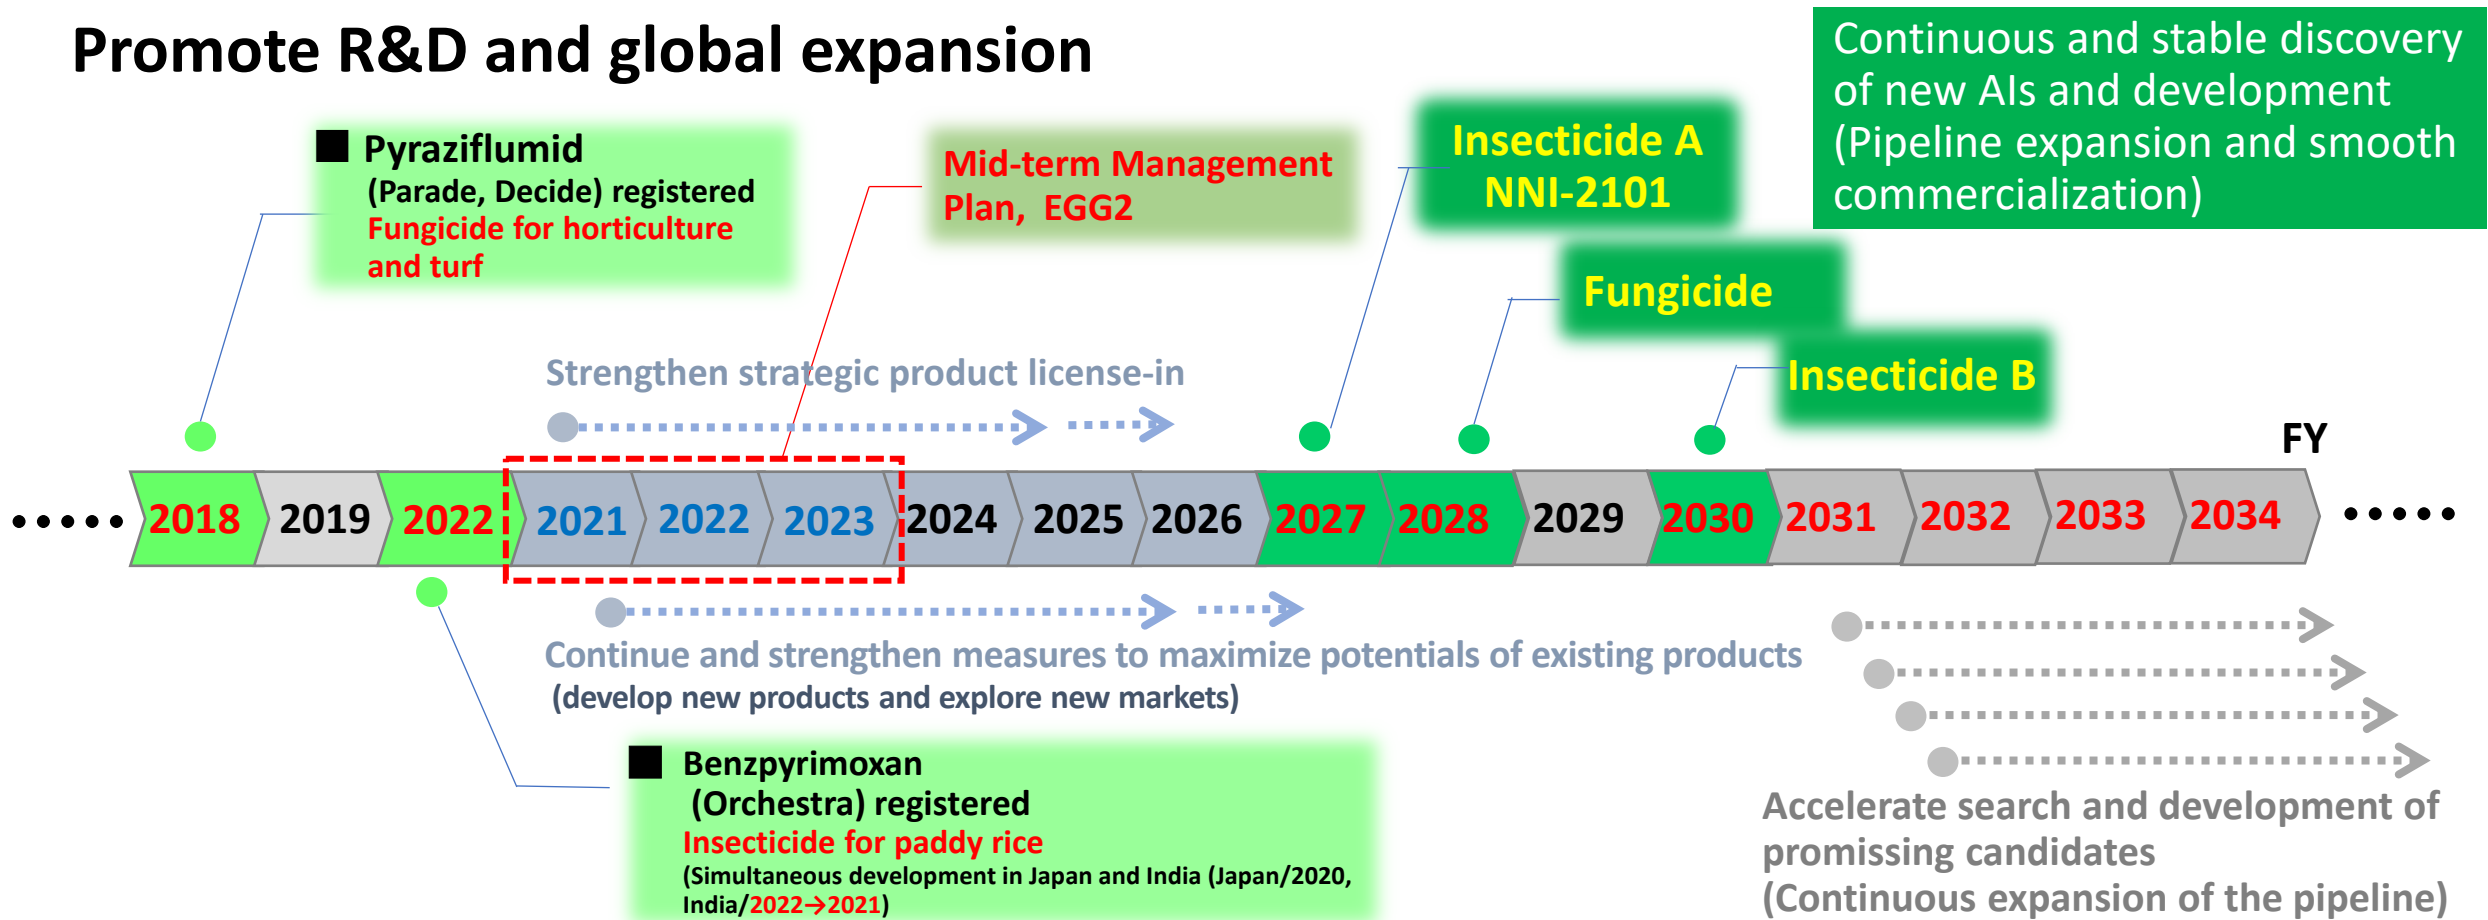 Promote R&D and global expansion
Continuous and stable discovery
of new AIs and development
(Pipeline expansion and smooth
commercialization)
■ Pyraziflumid
(Parade, Decide) registered
Fungicide for horticulture
and turf
Mid-term Management
Plan, EGG2
Insecticide A
NNI-2101
Fungicide
Insecticide B
Strengthen strategic product license-in
FY
••••• 2018 2019 2022 2021 2022 2023 2024 2025 2026 2027 2028 2029 2030 2031 2032 2033 2034 •••••
Continue and strengthen measures to maximize potentials of existing products
(develop new products and explore new markets)
■ Benzpyrimoxan
(Orchestra) registered
Insecticide for paddy rice
(Simultaneous development in Japan and India (Japan/2020,
India/2022→2021)
Accelerate search and development of
promissing candidates
(Continuous expansion of the pipeline)